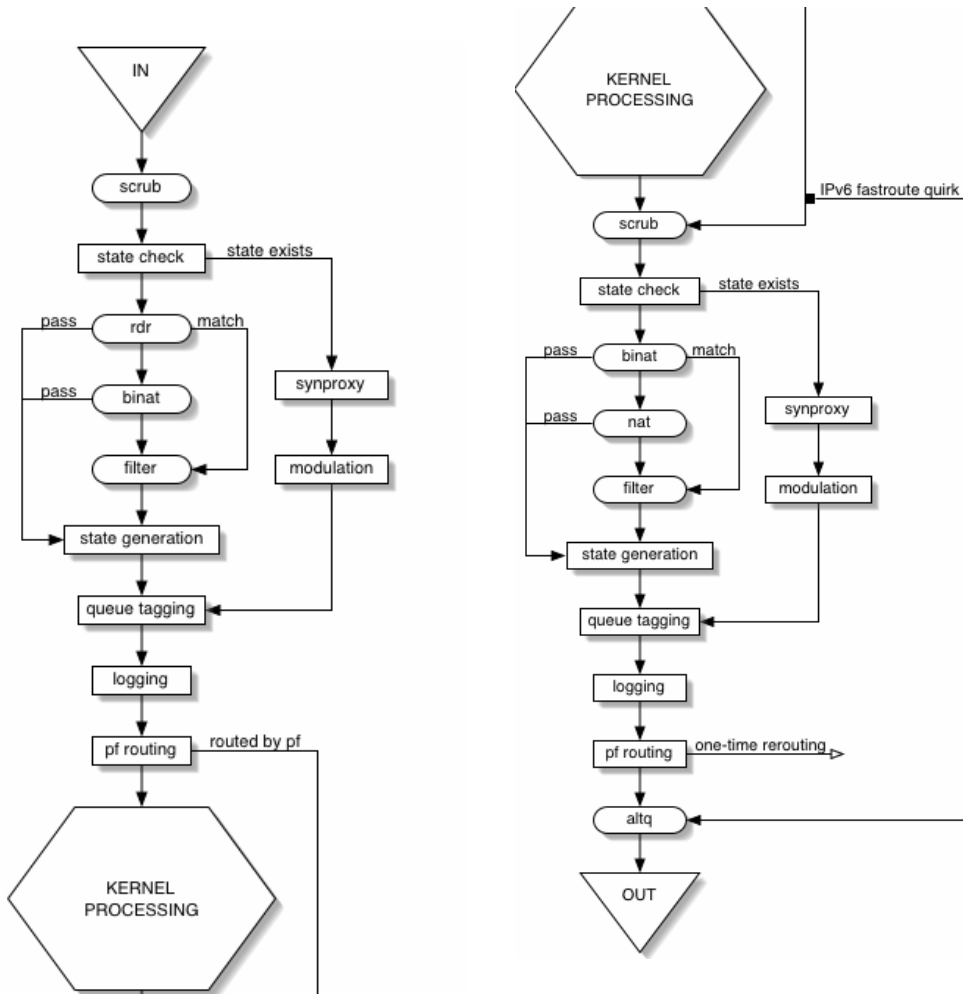 IN
scrub
state check
state exists
pass
rdr
match
pass
binat
synproxy
filter
modulation
state generation
queue tagging
logging
pf routing
routed by pf
KERNEL
PROCESSING
KERNEL
PROCESSING
IPv6 fastroute quirk
scrub
state check
state exists
pass
binat
match
pass
nat
synproxy
filter
modulation
state generation
queue tagging
logging
pf routing
one-time rerouting
altq
OUT